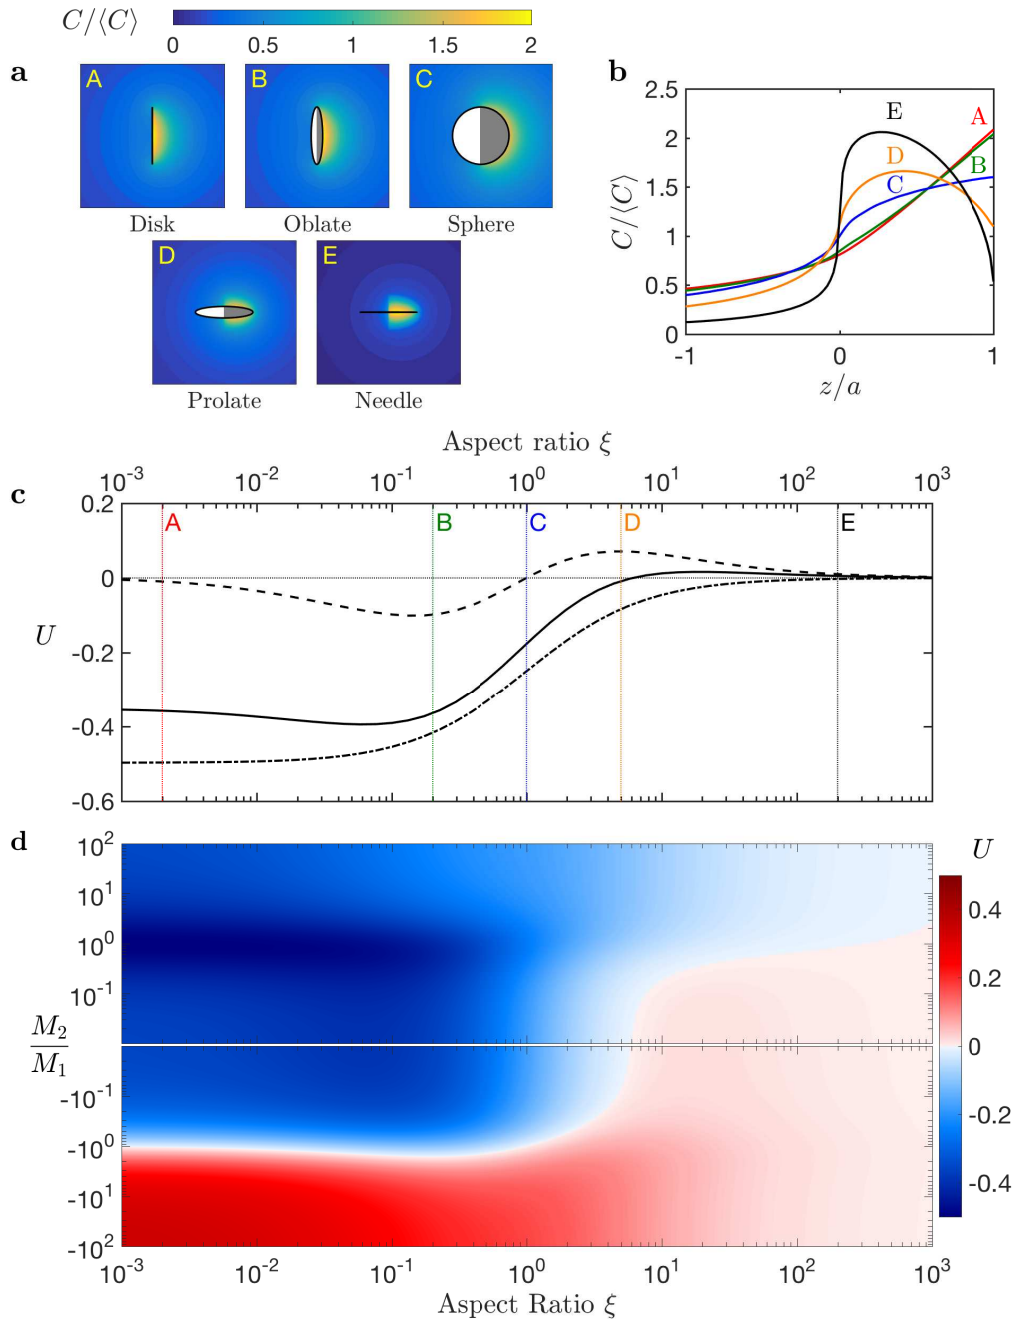 C/⟨C⟩
0 0.5 1 1.5 2
a
A B C
Disk Oblate Sphere
D E
Prolate Needle
b
2.5
2
1.5
1
0.5
0
C/⟨C⟩
E
D
C
A
B
-1 0 1
z/a
Aspect ratio ξ
10^-3 10^-2 10^-1 10^0 10^1 10^2 10^3
c
0.2
0
-0.2
-0.4
-0.6
U
A B C D E
d
10^2
10^1
10^0
10^-1
-10^-1
-10^0
-10^1
-10^2
M_2
M_1
U
0.4
0.2
0
-0.2
-0.4
10^-3 10^-2 10^-1 10^0 10^1 10^2 10^3
Aspect Ratio ξ